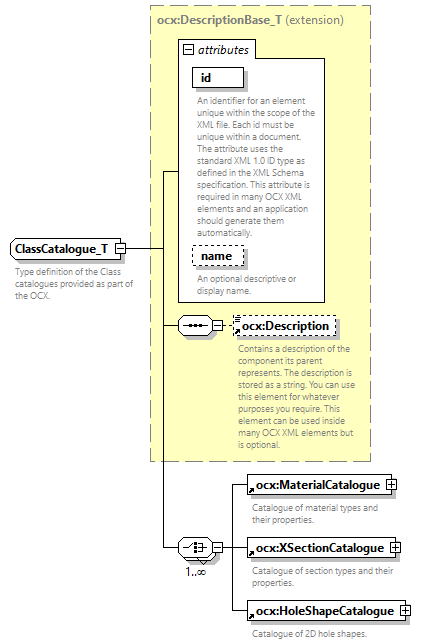 ocx:DescriptionBase_T (extension)
attributes
id
An identifier for an element
unique within the scope of the
XML file. Each id must be
unique within a document.
The attribute uses the
standard XML 1.0 ID type as
defined in the XML Schema
specification. This attribute is
required in many OCX XML
elements and an application
should generate them
automatically.
name
An optional descriptive or
display name.
ClassCatalogue_T
Type definition of the Class
catalogues provided as part of
the OCX.
ocx:Description
Contains a description of the
component its parent
represents. The description is
stored as a string. You can use
this element for whatever
purposes you require. This
element can be used inside
many OCX XML elements but
is optional.
ocx:MaterialCatalogue
Catalogue of material types and
their properties.
ocx:XSectionCatalogue
Catalogue of section types and their
properties.
1..∞
ocx:HoleShapeCatalogue
Catalogue of 2D hole shapes.